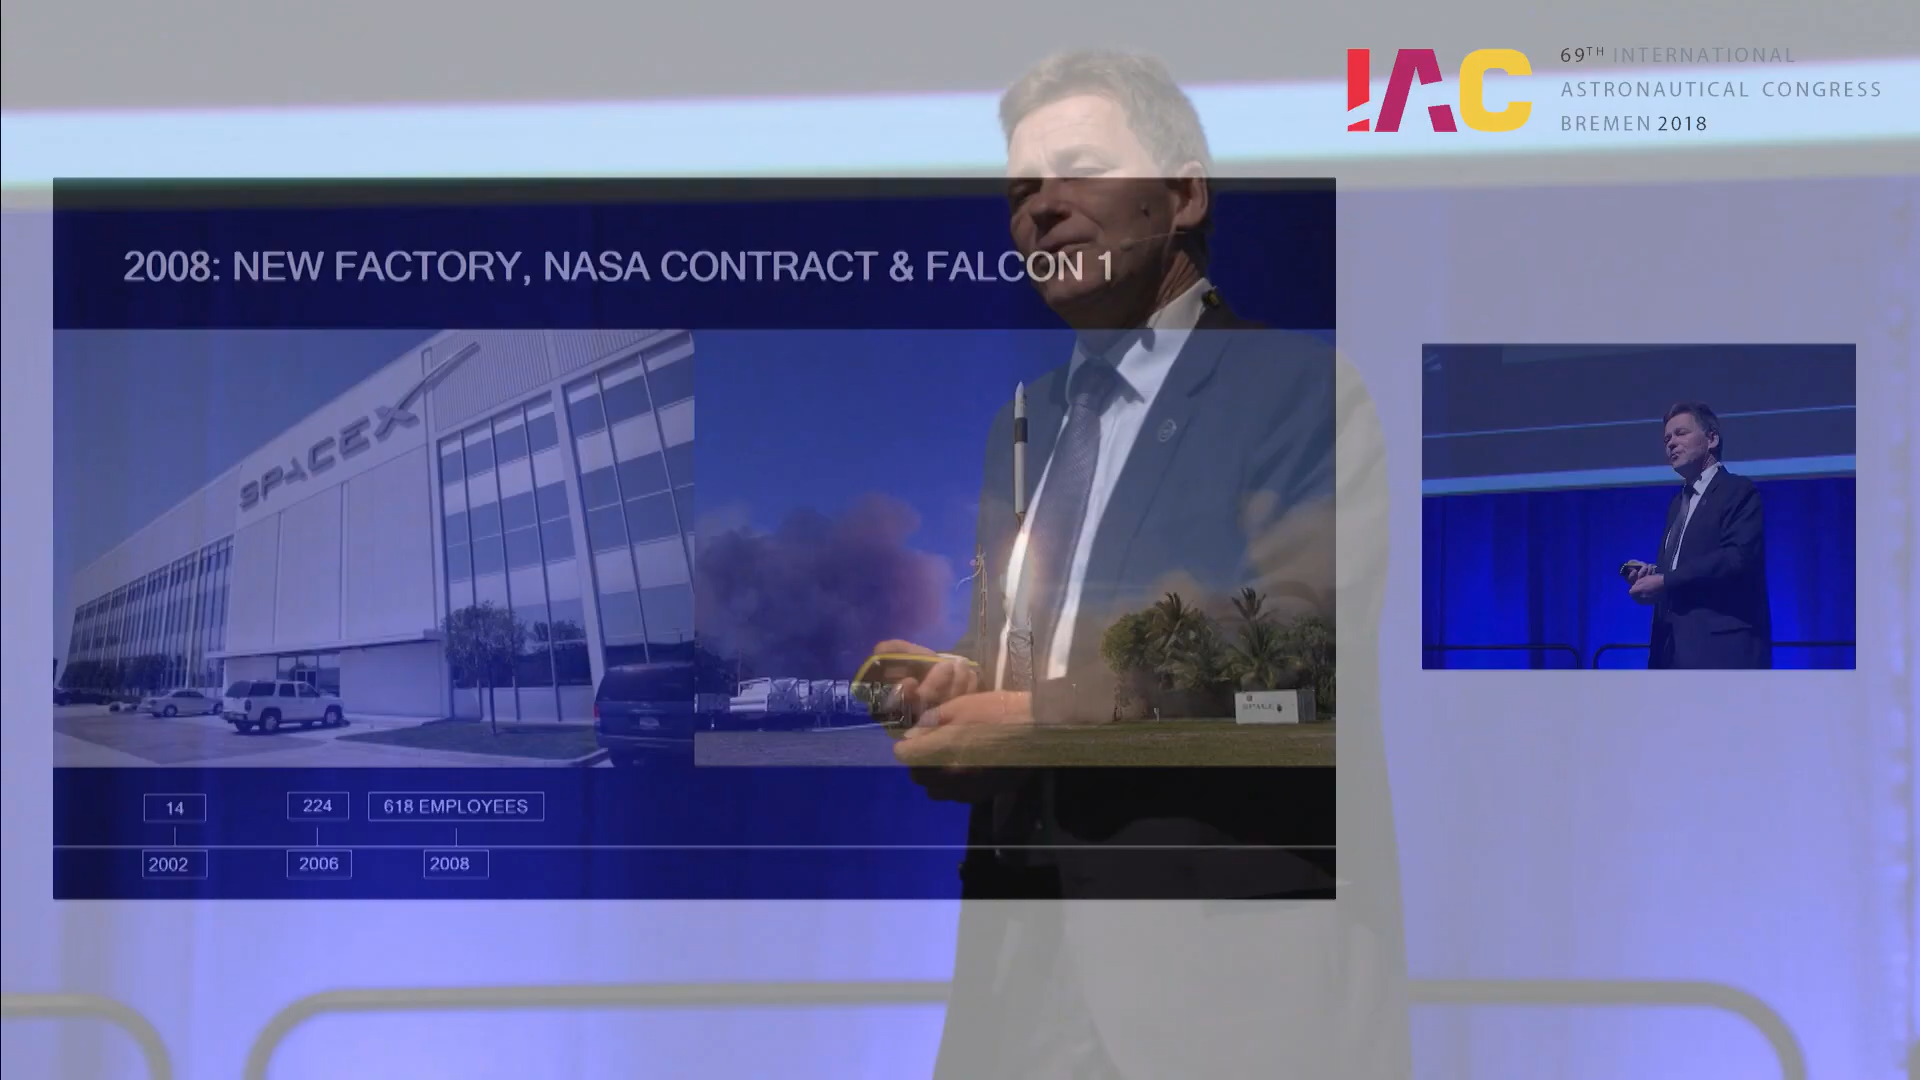 IAC
69TH INTERNATIONAL
ASTRONAUTICAL CONGRESS
BREMEN 2018
2008: NEW FACTORY, NASA CONTRACT & FALCON 1
SPACEX
SPACEX
14
224
618 EMPLOYEES
2002
2006
2008